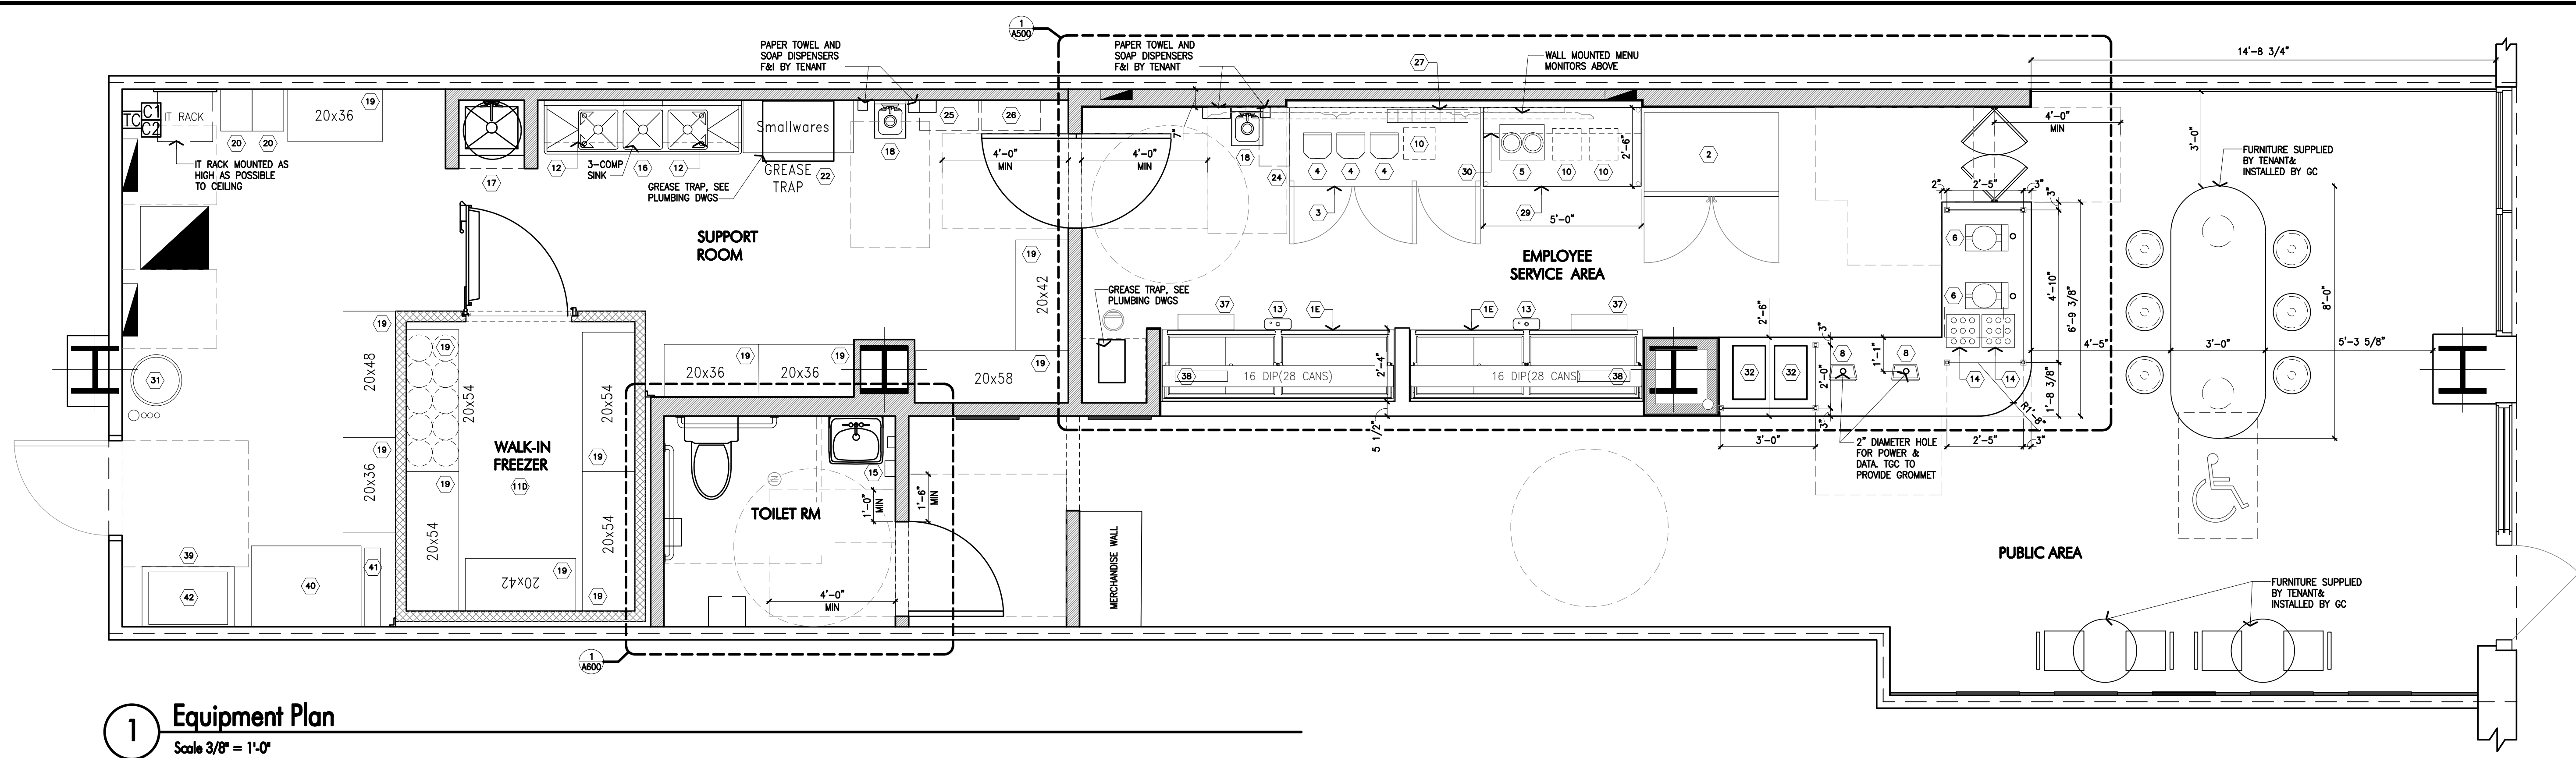 1
A500
PAPER TOWEL AND
SOAP DISPENSERS
F&I BY TENANT
PAPER TOWEL AND
SOAP DISPENSERS
F&I BY TENANT
27
WALL MOUNTED MENU
MONITORS ABOVE
14'-8 3/4"
TC
C1
C2
IT RACK
20
20
20x36
19
IT RACK MOUNTED AS
HIGH AS POSSIBLE
TO CEILING
17
12
3-COMP
SINK
16
12
GREASE TRAP, SEE
PLUMBING DWGS
Smallwares
GREASE
TRAP
22
18
25
26
4'-0"
MIN
4'-0"
MIN
7"
18
24
4
4
4
10
3
30
5
10
10
2'-6"
29
5'-0"
2
4'-0"
MIN
3'-0"
FURNITURE SUPPLIED
BY TENANT&
INSTALLED BY GC
2"
2'-5"
3"
3"
6
6
4'-10"
6'-9 3/8"
8'-0"
SUPPORT
ROOM
EMPLOYEE
SERVICE AREA
19
20x42
GREASE TRAP, SEE
PLUMBING DWGS
37
13
1E
1E
13
37
2'-6"
3"
19
20x48
19
20x54
19
20x54
19
20x36
19
20x36
19
20x58
19
38
16 DIP(28 CANS)
2'-4"
16 DIP(28 CANS)
38
32
32
2'-0"
8
1'-1"
8
14
14
1'-8 3/8"
4'-5"
3'-0"
5'-3 5/8"
31
R1'-8"
5 1/2"
3'-0"
3"
2" DIAMETER HOLE
FOR POWER &
DATA. TGC TO
PROVIDE GROMMET
2'-5"
3"
19
20x36
19
WALK-IN
FREEZER
11D
19
20x54
20x54
20x42
19
19
15
1'-0"
MIN
1'-6"
MIN
TOILET RM
4'-0"
MIN
MERCHANDISE WALL
PUBLIC AREA
39
42
40
41
FURNITURE SUPPLIED
BY TENANT&
INSTALLED BY GC
1
A600
1
Equipment Plan
Scale 3/8" = 1'-0"